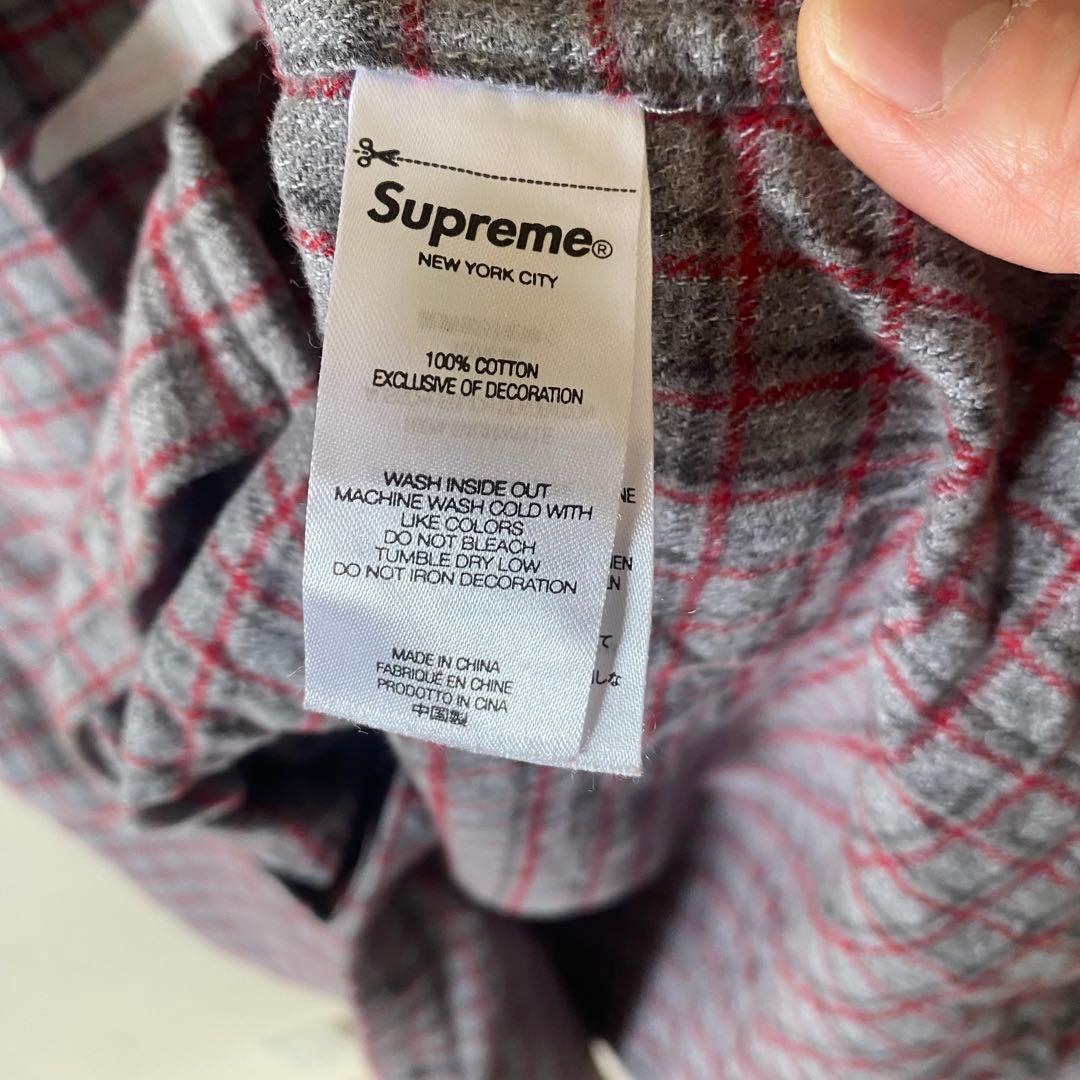 Supreme®
NEW YORK CITY
100% COTTON
EXCLUSIVE OF DECORATION
WASH INSIDE OUT
MACHINE WASH COLD WITH
LIKE COLORS
DO NOT BLEACH
TUMBLE DRY LOW
DO NOT IRON DECORATION
MADE IN CHINA
FABRIQUÉ EN CHINE
PRODOTTO IN CINA
中国製